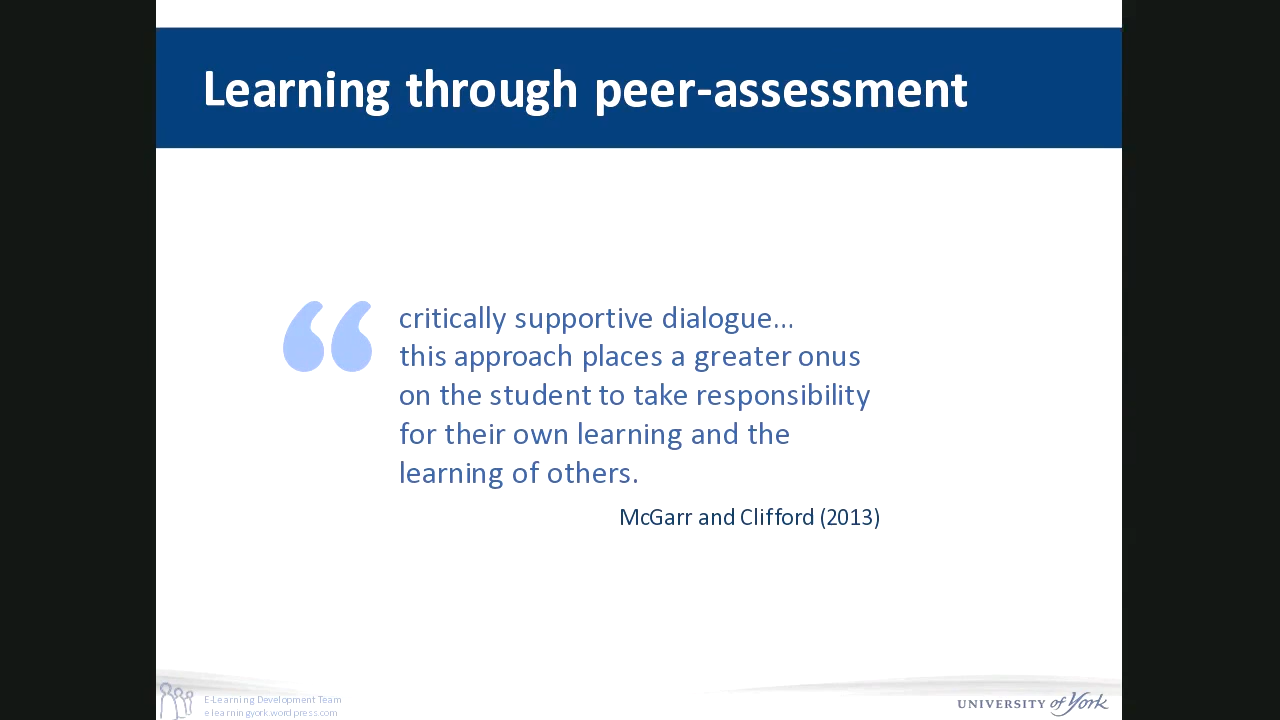 Learning through peer-assessment
“
critically supportive dialogue...
this approach places a greater onus
on the student to take responsibility
for their own learning and the
learning of others.
McGarr and Clifford (2013)
E-Learning Development Team
elearningyork.wordpress.com
UNIVERSITY of York